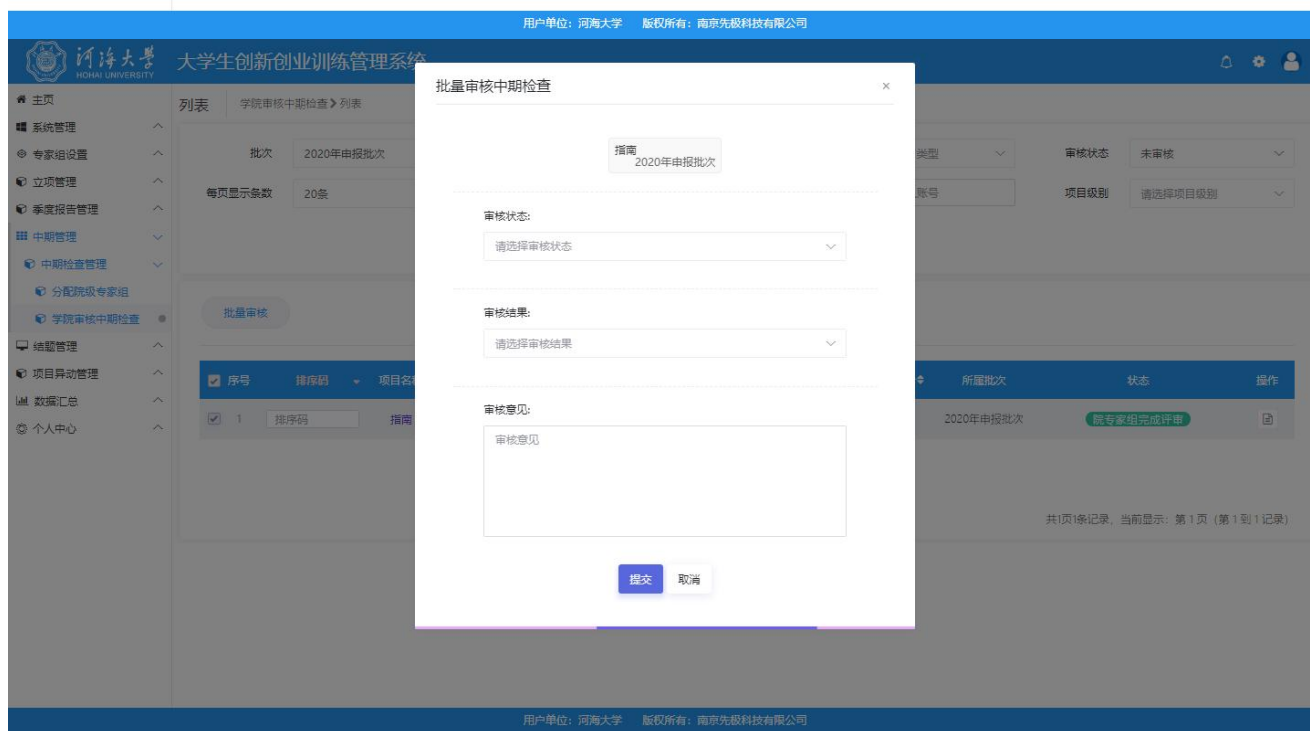 用户单位：河海大学 版权所有：南京先极科技有限公司
河海大学
HOHAI UNIVERSITY
大学生创新创业训练管理系统
主页
系统管理
专家组设置
立项管理
季度报告管理
中期管理
中期检查管理
分配院级专家组
学院审核中期检查
结题管理
项目异动管理
数据汇总
个人中心
列表 学院审核中期检查 列表
批次 2020年申报批次 类型 审核状态 未审核
每页显示条数 20条 账号 项目级别 请选择项目级别
批量审核
序号 排序码 项目名 所属批次 状态 操作
1 排序码 指南 2020年申报批次 院专家组完成评审
共1页1条记录，当前显示：第1页（第1到1记录）
批量审核中期检查 ×
指南
2020年申报批次
审核状态:
请选择审核状态
审核结果:
请选择审核结果
审核意见:
审核意见
提交 取消
用户单位：河海大学 版权所有：南京先极科技有限公司